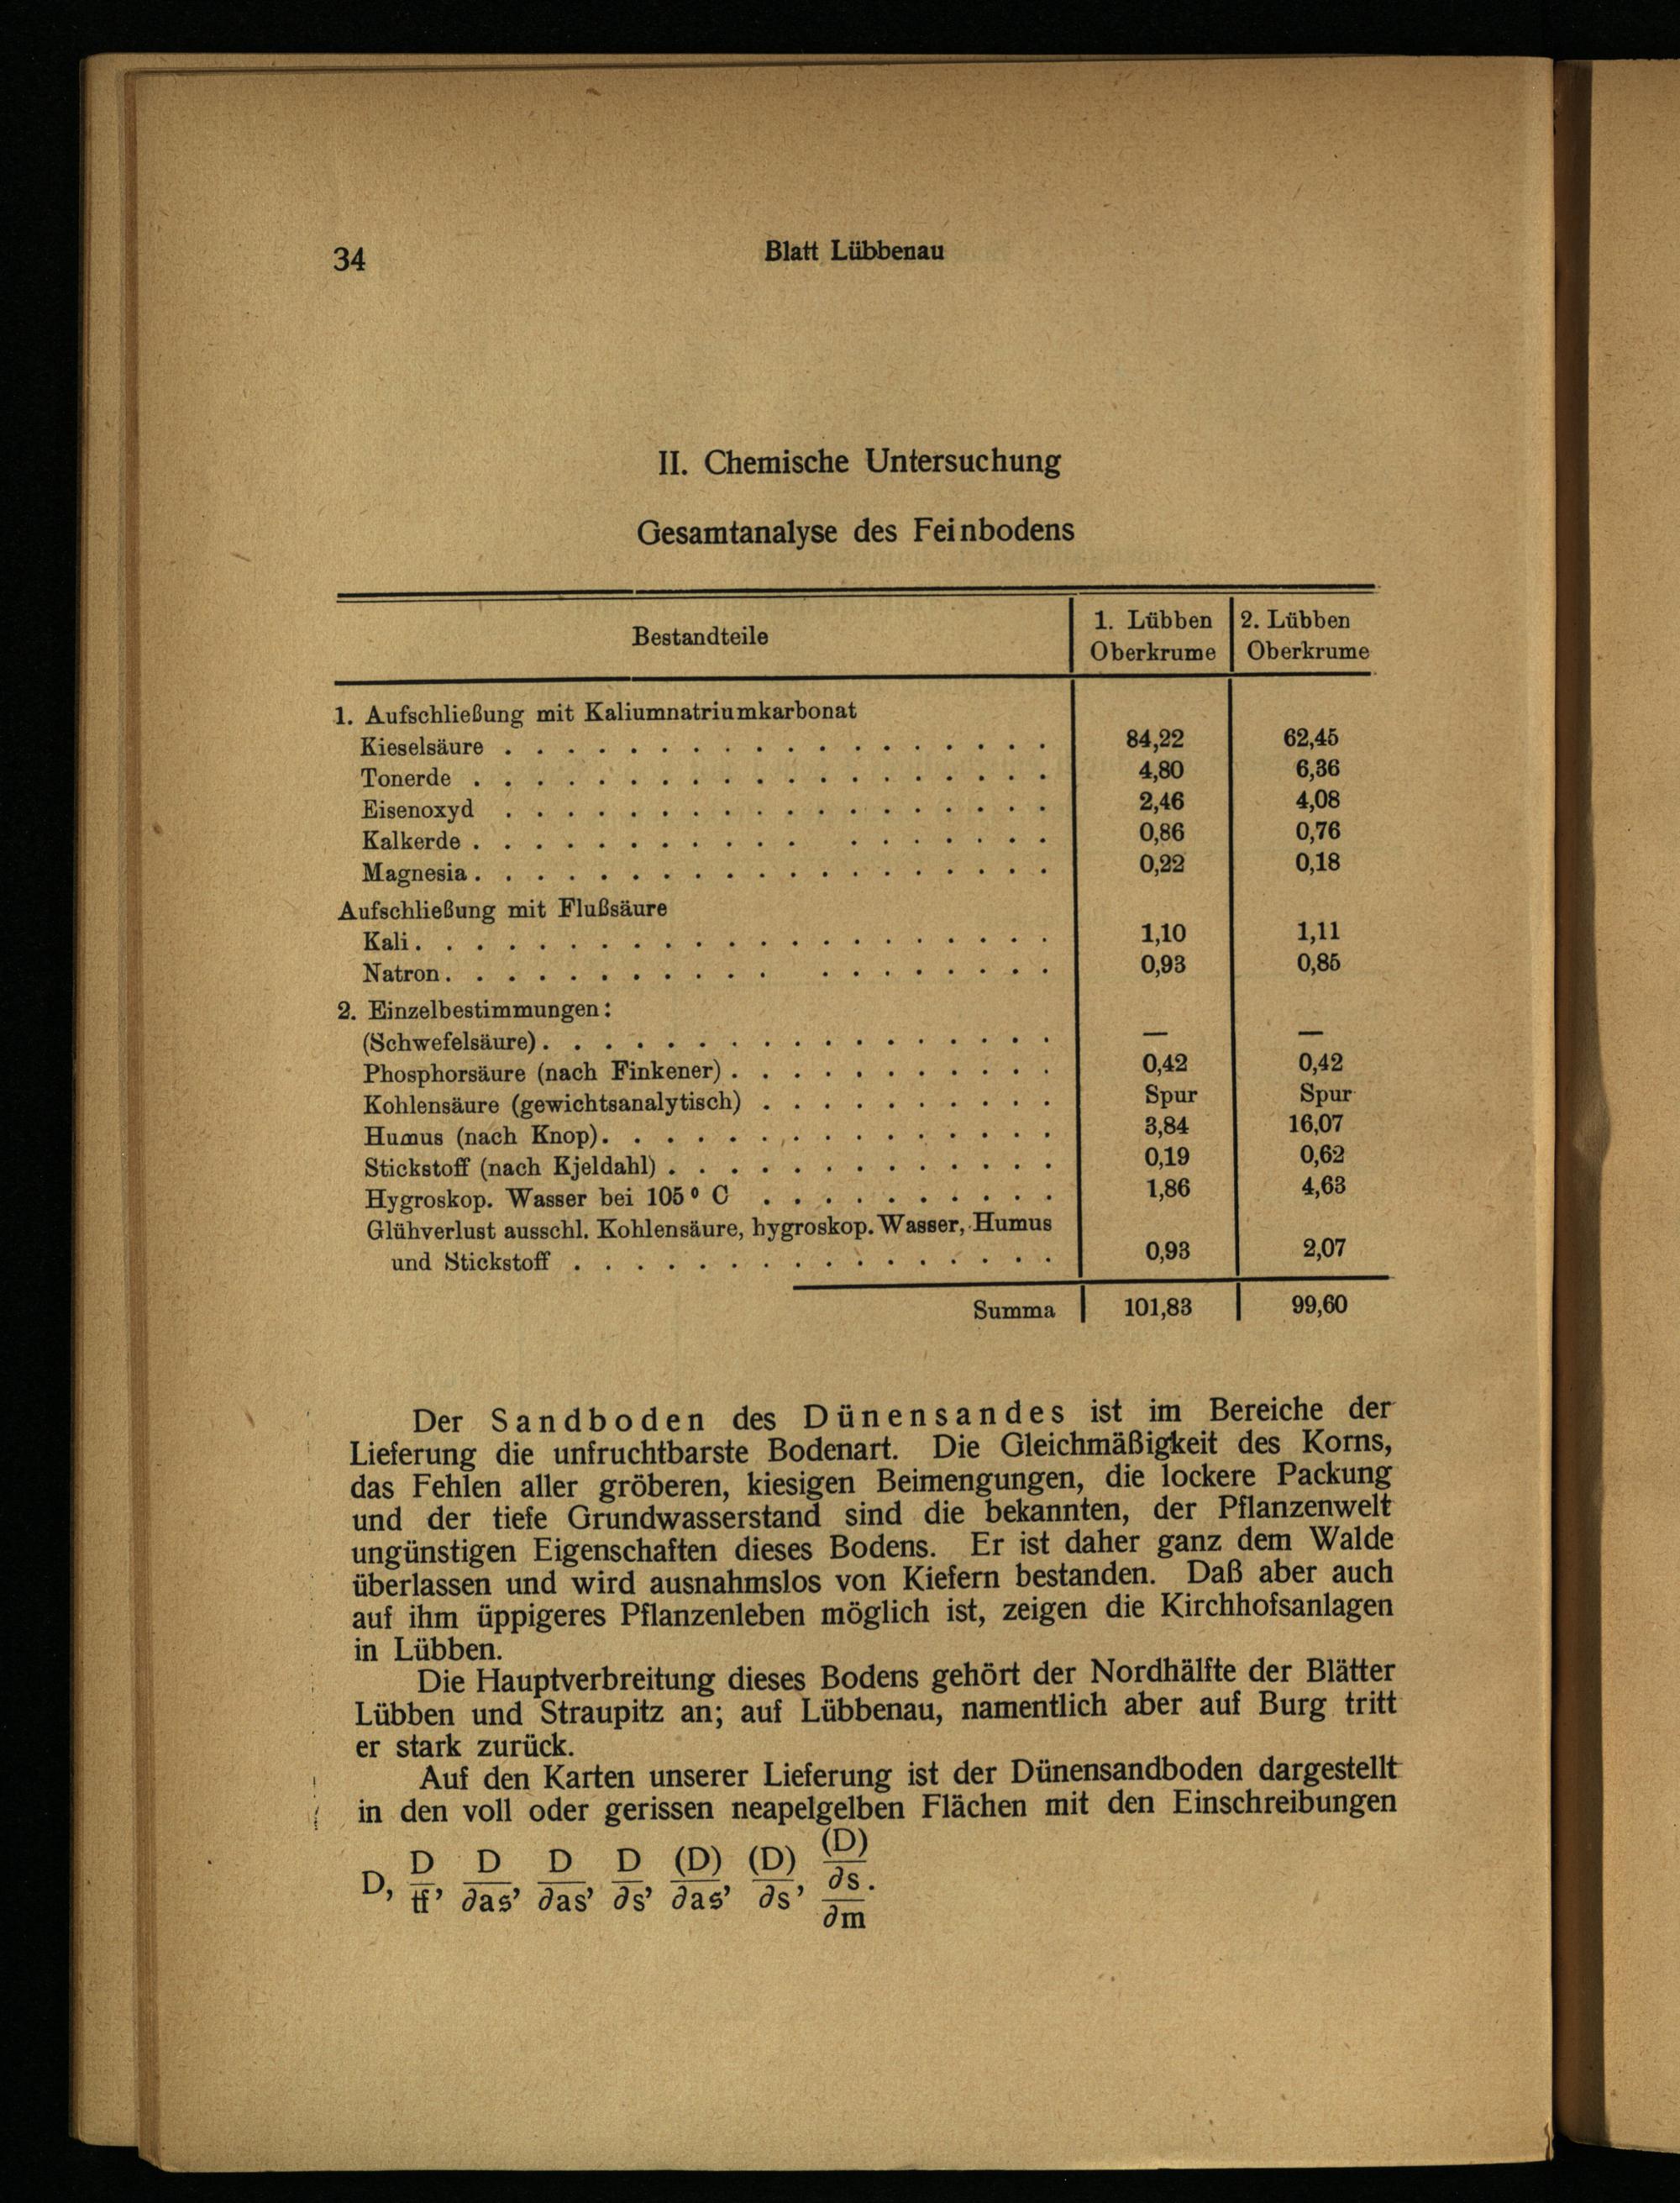 34
Blatt Lübbenau
II. Chemische Untersuchung
Gesamtanalyse des Feinbodens
Bestandteile 1. Lübben Oberkrume 2. Lübben Oberkrume
1. Aufschließung mit Kaliumnatriumkarbonat
Kieselsäure . . . . . . . . . . . . . . . . . . 84,22 62,45
Tonerde . . . . . . . . . . . . . . . . . . . 4,80 6,36
Eisenoxyd . . . . . . . . . . . . . . . . . . 2,46 4,08
Kalkerde . . . . . . . . . . . . . . . . . . 0,86 0,76
Magnesia . . . . . . . . . . . . . . . . . . . 0,22 0,18
Aufschließung mit Flußsäure
Kali . . . . . . . . . . . . . . . . . . . . . 1,10 1,11
Natron . . . . . . . . . . . . . . . . . . . 0,93 0,85
2. Einzelbestimmungen:
(Schwefelsäure) . . . . . . . . . . . . . . . . . — —
Phosphorsäure (nach Finkener) . . . . . . . . . . . 0,42 0,42
Kohlensäure (gewichtsanalytisch) . . . . . . . . . . Spur Spur
Humus (nach Knop) . . . . . . . . . . . . . . . 3,84 16,07
Stickstoff (nach Kjeldahl) . . . . . . . . . . . . . 0,19 0,62
Hygroskop. Wasser bei 105° C . . . . . . . . . . 1,86 4,63
Glühverlust ausschl. Kohlensäure, hygroskop. Wasser, Humus
und Stickstoff . . . . . . . . . . . . . . . . 0,93 2,07
Summa 101,83 99,60
Der Sandboden des Dünensandes ist im Bereiche der
Lieferung die unfruchtbarste Bodenart. Die Gleichmäßigkeit des Korns,
das Fehlen aller gröberen, kiesigen Beimengungen, die lockere Packung
und der tiefe Grundwasserstand sind die bekannten, der Pflanzenwelt
ungünstigen Eigenschaften dieses Bodens. Er ist daher ganz dem Walde
überlassen und wird ausnahmslos von Kiefern bestanden. Daß aber auch
auf ihm üppigeres Pflanzenleben möglich ist, zeigen die Kirchhofsanlagen
in Lübben.
Die Hauptverbreitung dieses Bodens gehört der Nordhälfte der Blätter
Lübben und Straupitz an; auf Lübbenau, namentlich aber auf Burg tritt
er stark zurück.
Auf den Karten unserer Lieferung ist der Dünensandboden dargestellt
in den voll oder gerissen neapelgelben Flächen mit den Einschreibungen
D, D/tf, D/∂as, D/∂as, D/∂s, (D)/∂as, (D)/∂s, (D)/∂s/∂m.